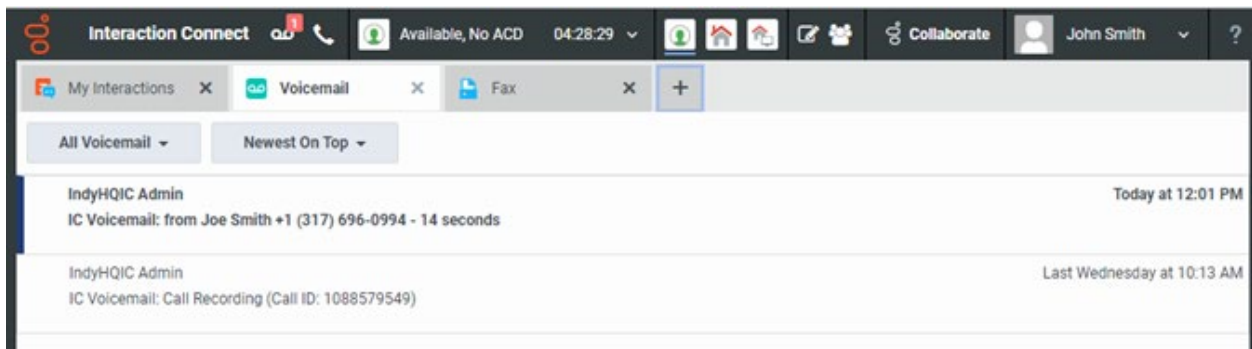 Interaction Connect 1 Available, No ACD 04:28:29 Collaborate John Smith ?
My Interactions Voicemail Fax
All Voicemail Newest On Top
IndyHQIC Admin Today at 12:01 PM
IC Voicemail: from Joe Smith +1 (317) 696-0994 - 14 seconds
IndyHQIC Admin Last Wednesday at 10:13 AM
IC Voicemail: Call Recording (Call ID: 1088579549)